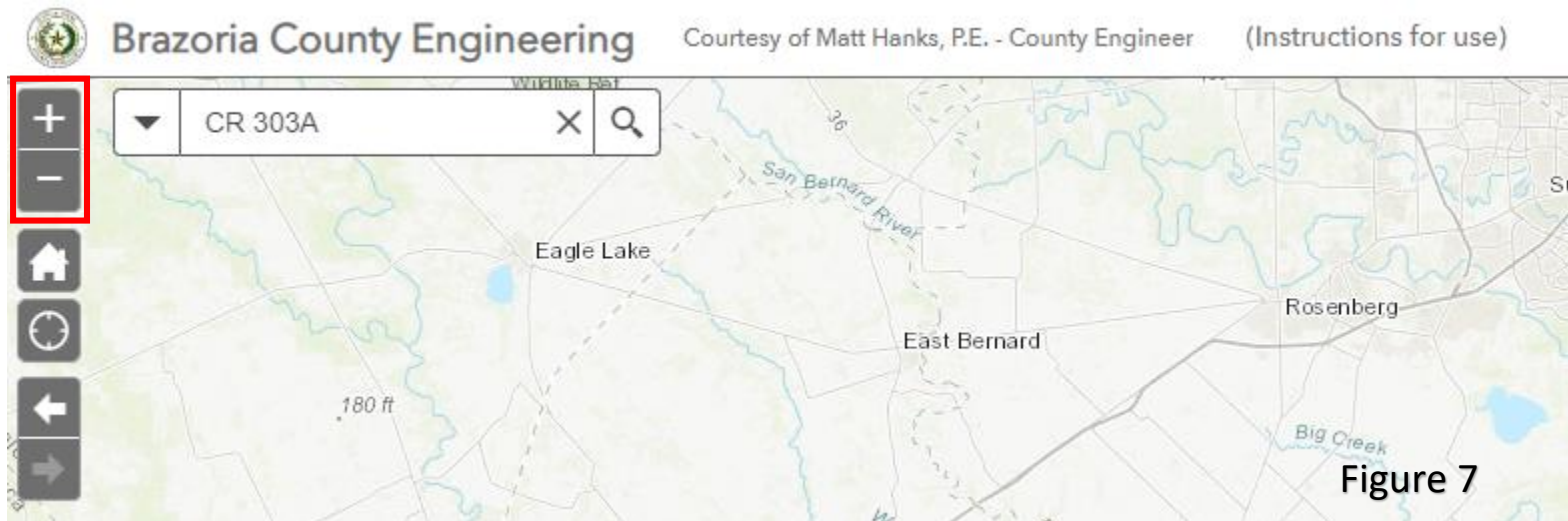 Brazoria County Engineering Courtesy of Matt Hanks, P.E. - County Engineer (Instructions for use)
CR 303A
36
San Bernard River
Eagle Lake
Rosenberg
East Bernard
180 ft
Big Creek
Figure 7